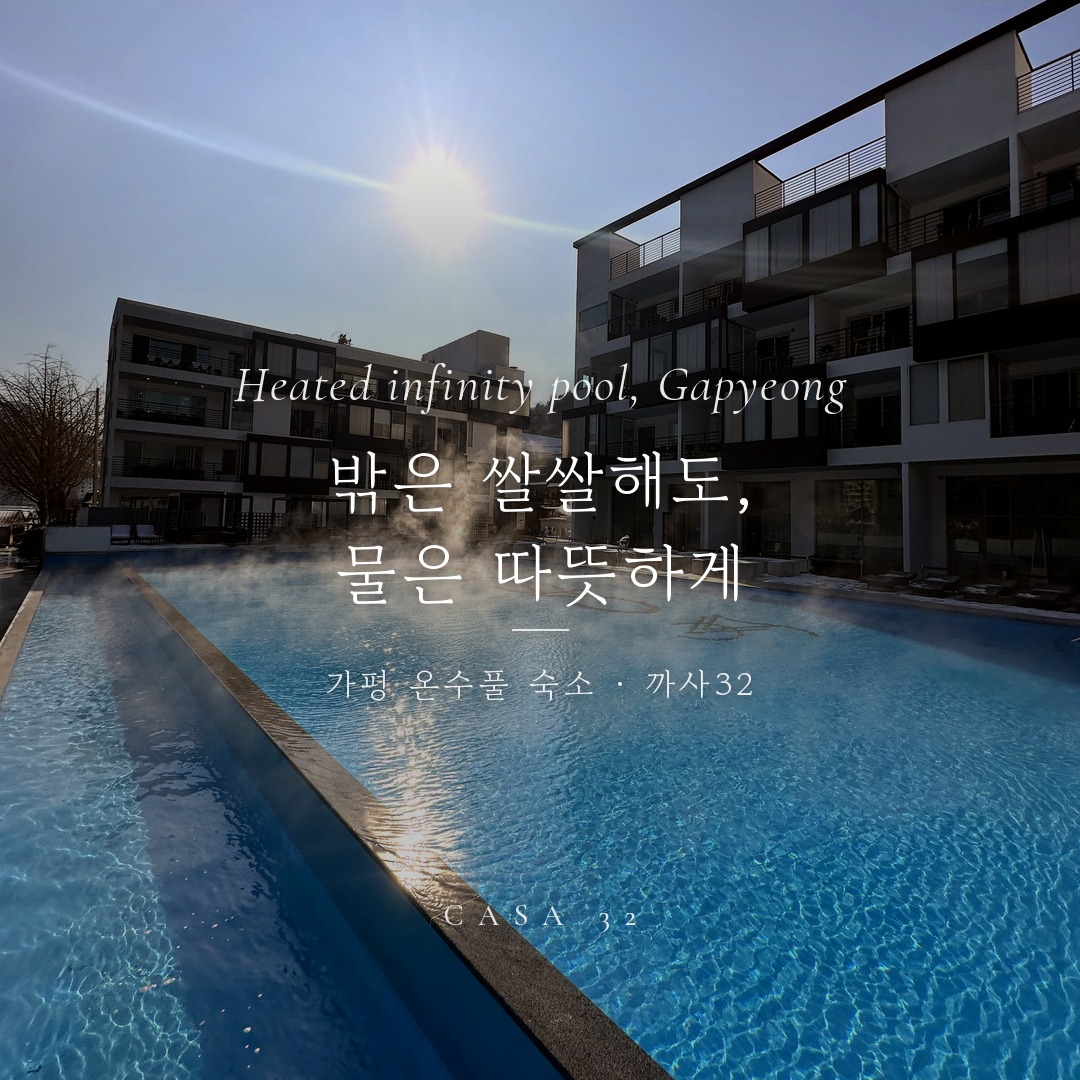 Heated infinity pool, Gapyeong
밖은 쌀쌀해도,
물은 따뜻하게
가평 온수풀 숙소 · 까사32
CASA 32